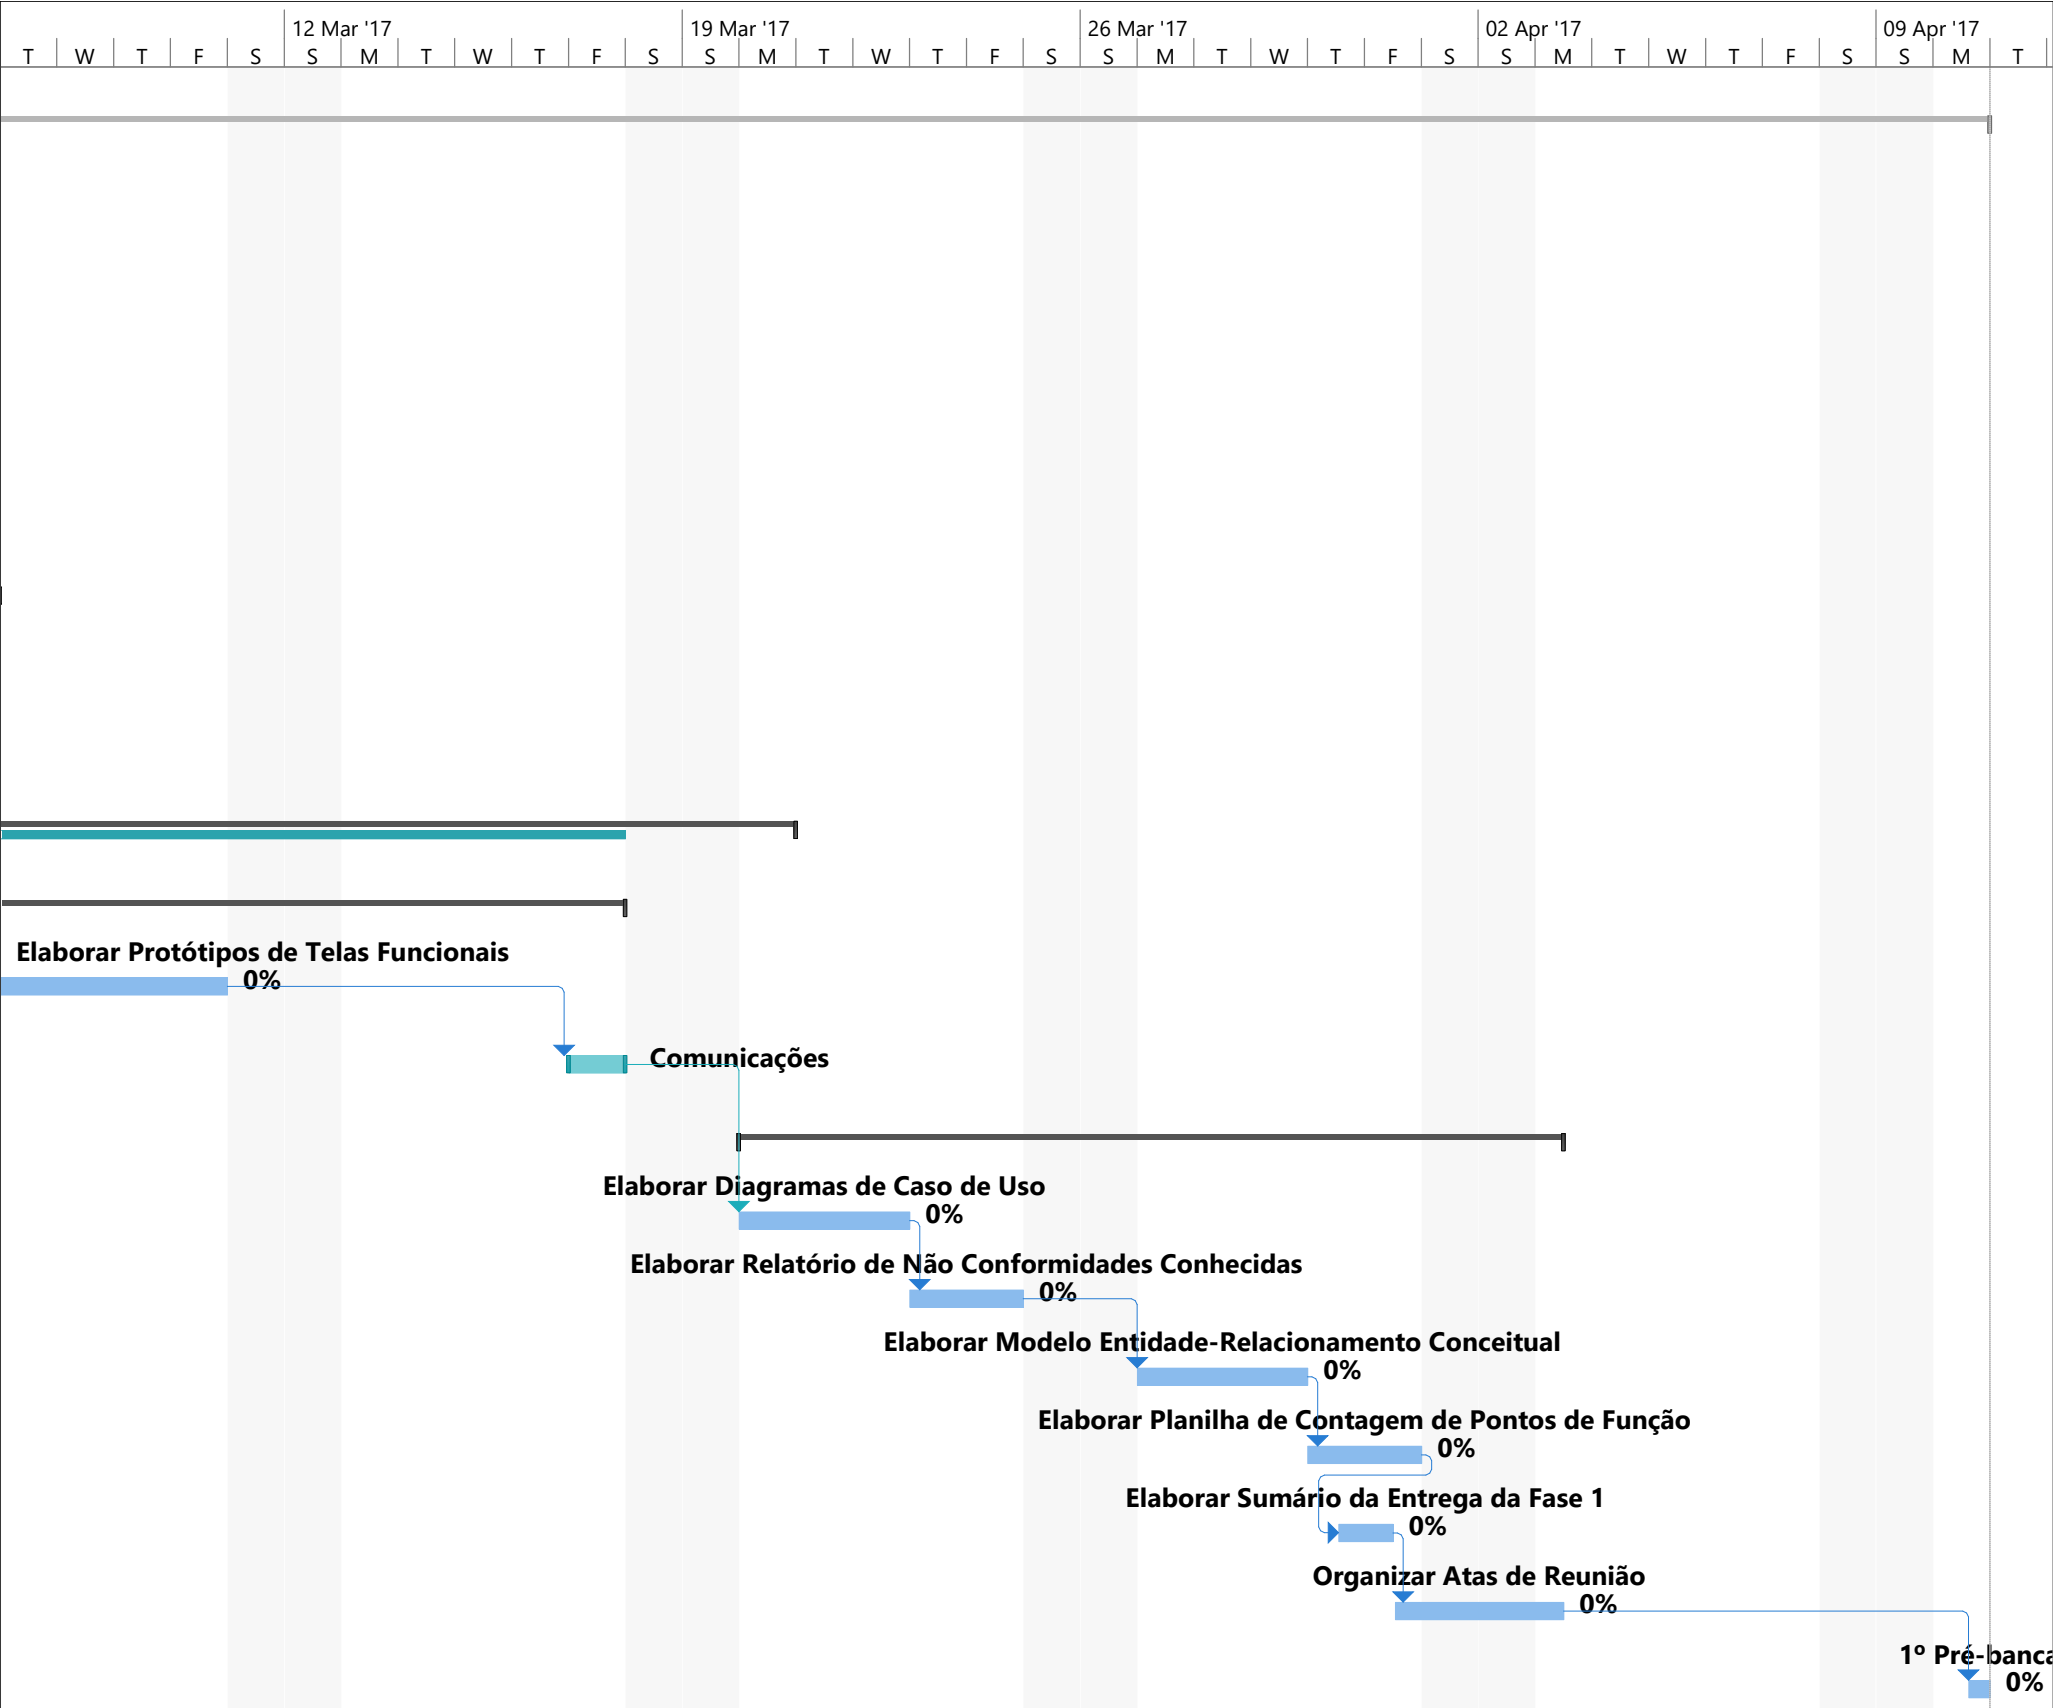 12 Mar '17 19 Mar '17 26 Mar '17 02 Apr '17 09 Apr '17
T W T F S S M T W T F S S M T W T F S S M T W T F S S M T W T F S S M T
Elaborar Protótipos de Telas Funcionais
0%
Comunicações
Elaborar Diagramas de Caso de Uso
0%
Elaborar Relatório de Não Conformidades Conhecidas
0%
Elaborar Modelo Entidade-Relacionamento Conceitual
0%
Elaborar Planilha de Contagem de Pontos de Função
0%
Elaborar Sumário da Entrega da Fase 1
0%
Organizar Atas de Reunião
0%
1º Pré-banca
0%